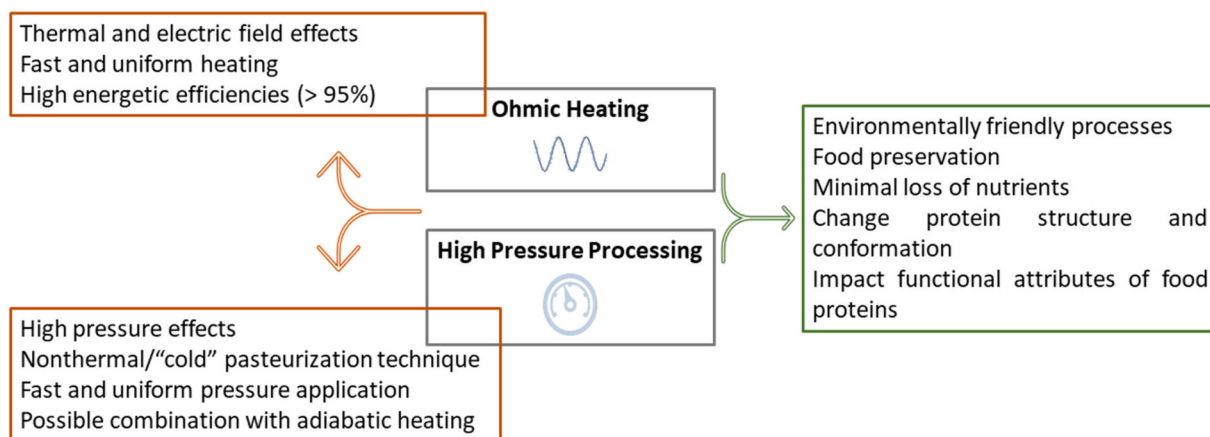 Thermal and electric field effects
Fast and uniform heating
High energetic efficiencies (> 95%)
Ohmic Heating
High Pressure Processing
High pressure effects
Nonthermal/“cold” pasteurization technique
Fast and uniform pressure application
Possible combination with adiabatic heating
Environmentally friendly processes
Food preservation
Minimal loss of nutrients
Change protein structure and
conformation
Impact functional attributes of food
proteins